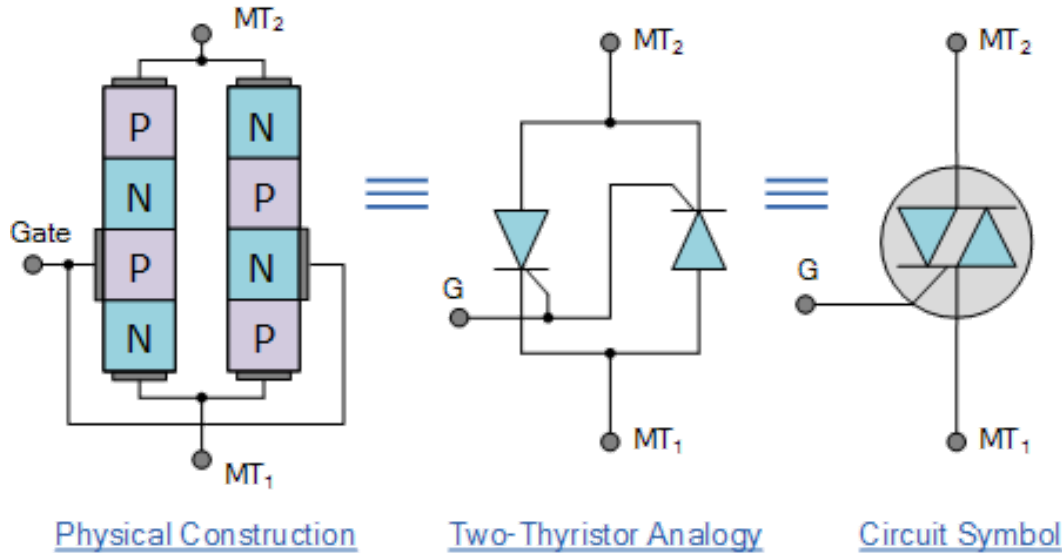 MT₂
MT₂
MT₂
P N
N P
Gate P N
N P
G
G
MT₁
MT₁
MT₁
Physical Construction
Two-Thyristor Analogy
Circuit Symbol